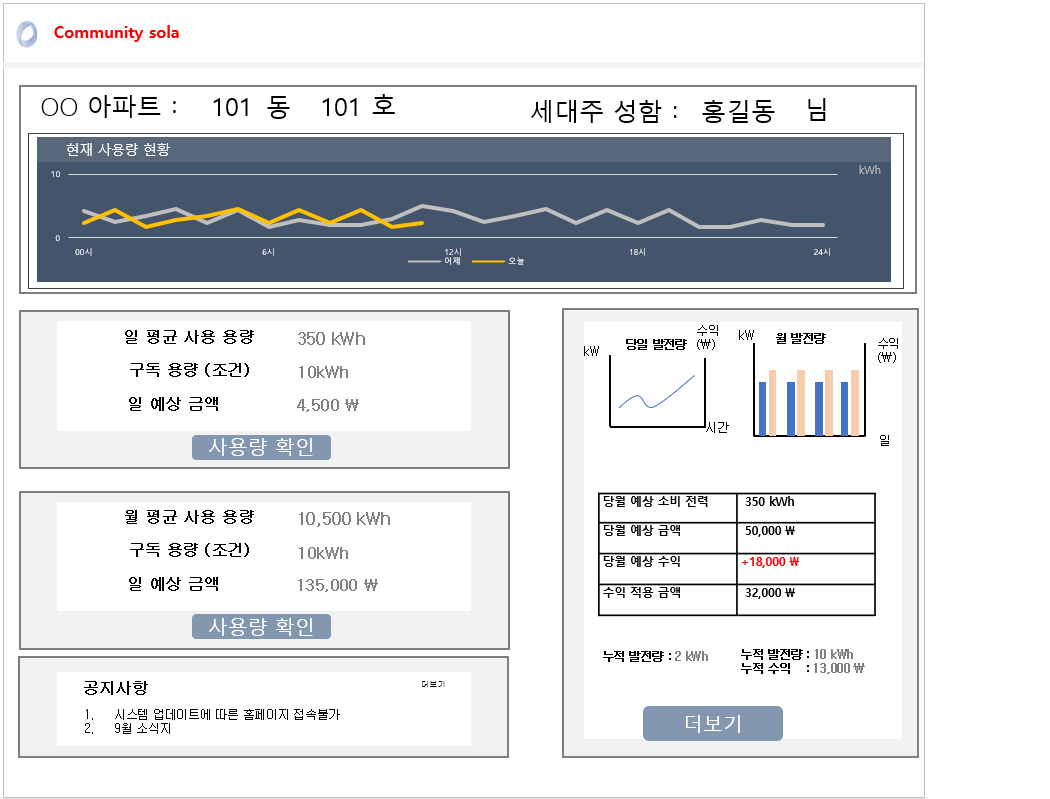 Community sola
OO 아파트 : 101 동 101 호
세대주 성함 : 홍길동 님
현재 사용량 현황
kWh
10
0
00시 6시 12시 18시 24시
어제 오늘
일 평균 사용 용량 350 kWh
구독 용량 (조건) 10kWh
일 예상 금액 4,500 ₩
사용량 확인
월 평균 사용 용량 10,500 kWh
구독 용량 (조건) 10kWh
일 예상 금액 135,000 ₩
사용량 확인
공지사항 더보기
1. 시스템 업데이트에 따른 홈페이지 접속불가
2. 9월 소식지
kW 당일 발전량 수익
(₩)
시간
kW 월 발전량 수익
(₩)
일
당월 예상 소비 전력 350 kWh
당월 예상 금액 50,000 ₩
당월 예상 수익 +18,000 ₩
수익 적용 금액 32,000 ₩
누적 발전량 : 2 kWh
누적 발전량 : 10 kWh
누적 수익 : 13,000 ₩
더보기